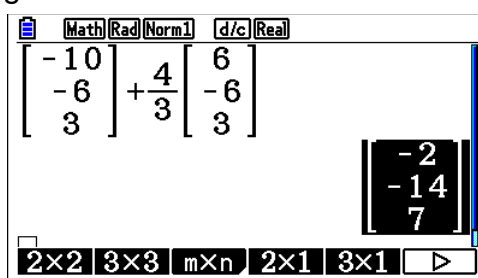 Math Rad Norm1 d/c Real
[-10 -6 3] + 4/3 [6 -6 3]
[-2 -14 7]
2×2 3×3 m×n 2×1 3×1 ▷